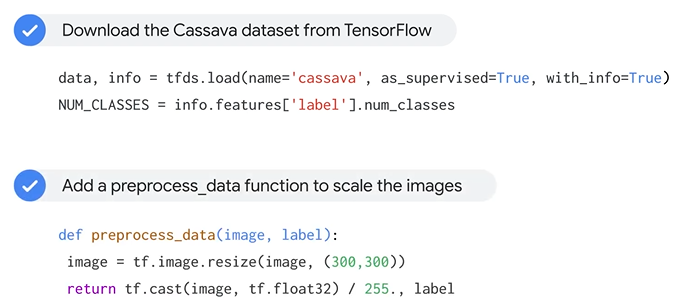 Download the Cassava dataset from TensorFlow
data, info = tfds.load(name='cassava', as_supervised=True, with_info=True)
NUM_CLASSES = info.features['label'].num_classes
Add a preprocess_data function to scale the images
def preprocess_data(image, label):
image = tf.image.resize(image, (300,300))
return tf.cast(image, tf.float32) / 255., label